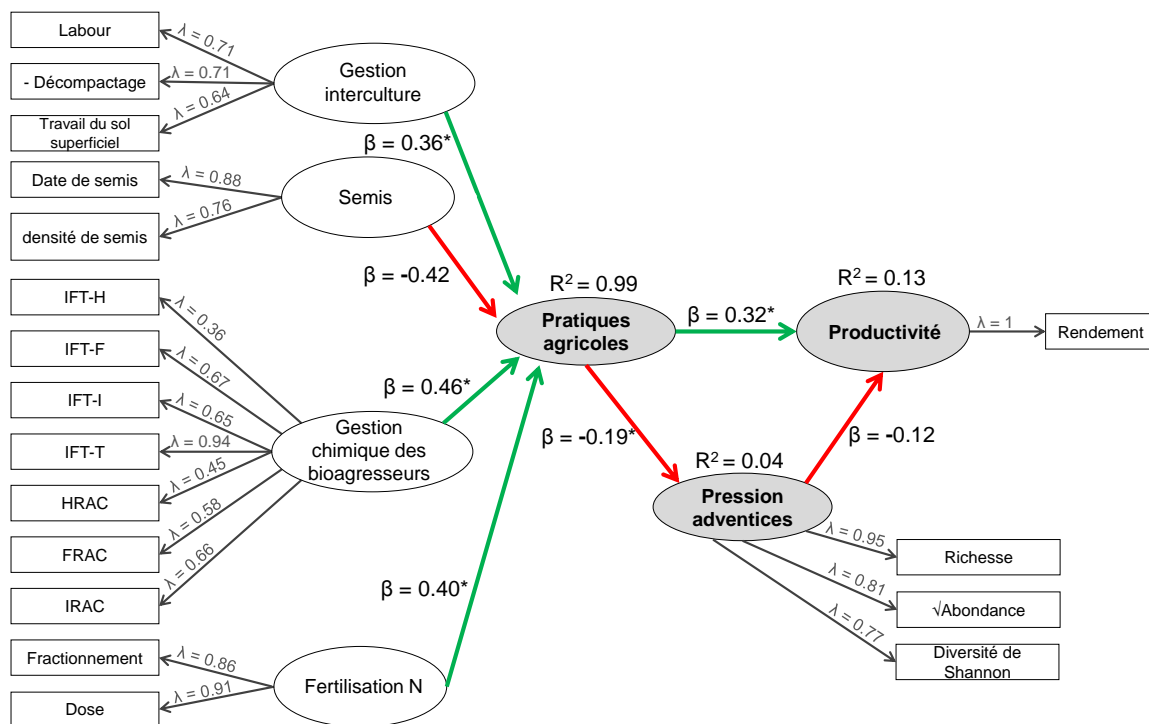 Labour
λ = 0.71
- Décompactage
λ = 0.71
Travail du sol
superficiel
λ = 0.64
Gestion
interculture
β = 0.36*
Date de semis
λ = 0.88
densité de semis
λ = 0.76
Semis
β = -0.42
IFT-H
λ = 0.36
IFT-F
λ = 0.67
IFT-I
λ = 0.65
IFT-T
λ = 0.94
HRAC
λ = 0.45
FRAC
λ = 0.58
IRAC
λ = 0.66
Gestion
chimique des
bioagresseurs
β = 0.46*
Fractionnement
λ = 0.86
Dose
λ = 0.91
Fertilisation N
β = 0.40*
R² = 0.99
Pratiques
agricoles
β = 0.32*
R² = 0.13
Productivité
λ = 1
Rendement
β = -0.19*
β = -0.12
R² = 0.04
Pression
adventices
λ = 0.95
Richesse
λ = 0.81
√Abondance
λ = 0.77
Diversité de
Shannon